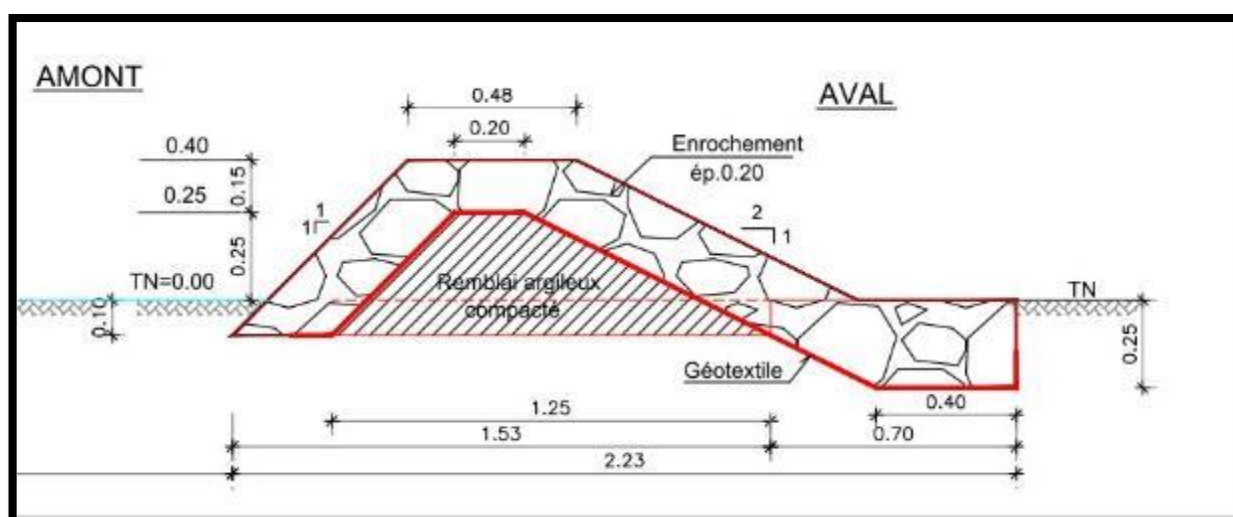 AMONT
AVAL
0.48
0.20
Enrochement
ép.0.20
0.40
0.15
0.25
0.25
1
1
2
1
TN=0.00
0.10
Remblai argileux
compacté
TN
0.25
Géotextile
0.40
1.25
1.53
0.70
2.23